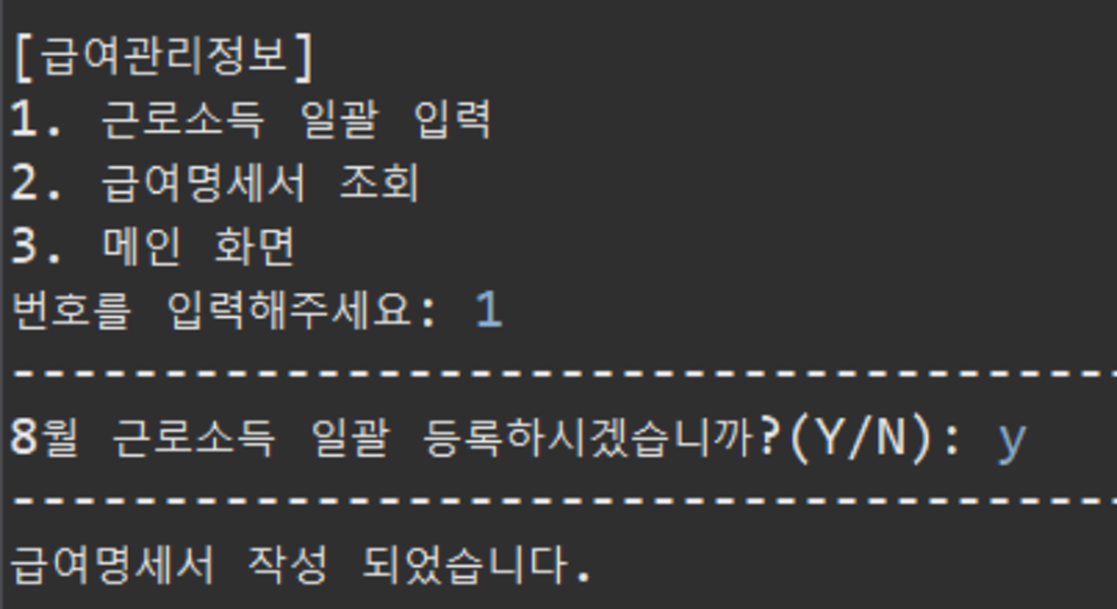 [급여관리정보]
1. 근로소득 일괄 입력
2. 급여명세서 조회
3. 메인 화면
번호를 입력해주세요: 1
-------------------------------------
8월 근로소득 일괄 등록하시겠습니까?(Y/N): y
-------------------------------------
급여명세서 작성 되었습니다.